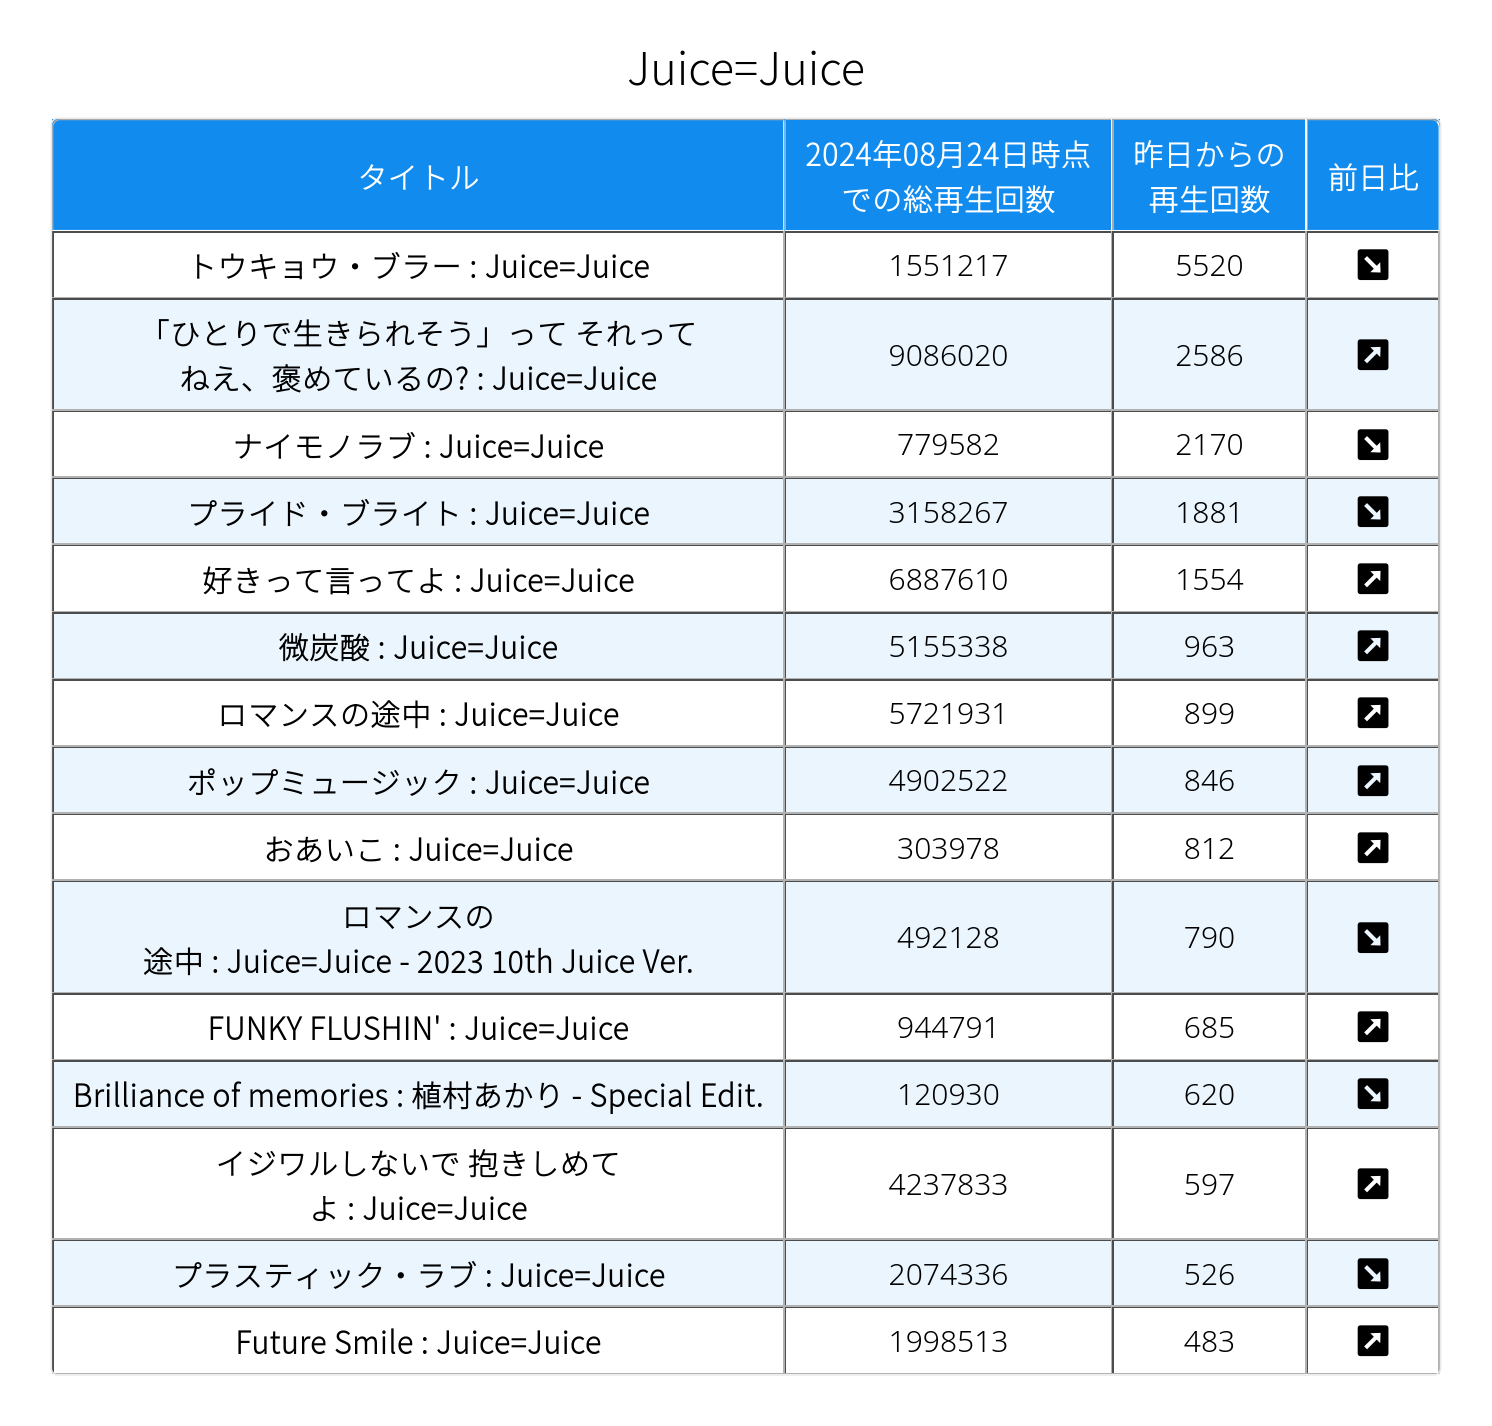 Juice=Juice
タイトル
2024年08月24日時点
での総再生回数
昨日からの
再生回数
前日比
トウキョウ・ブラー : Juice=Juice
1551217
5520
「ひとりで生きられそう」って それって
ねえ、褒めているの? : Juice=Juice
9086020
2586
ナイモノラブ : Juice=Juice
779582
2170
プライド・ブライト : Juice=Juice
3158267
1881
好きって言ってよ : Juice=Juice
6887610
1554
微炭酸 : Juice=Juice
5155338
963
ロマンスの途中 : Juice=Juice
5721931
899
ポップミュージック : Juice=Juice
4902522
846
おあいこ : Juice=Juice
303978
812
ロマンスの
途中 : Juice=Juice - 2023 10th Juice Ver.
492128
790
FUNKY FLUSHIN' : Juice=Juice
944791
685
Brilliance of memories : 植村あかり - Special Edit.
120930
620
イジワルしないで 抱きしめて
よ : Juice=Juice
4237833
597
プラスティック・ラブ : Juice=Juice
2074336
526
Future Smile : Juice=Juice
1998513
483